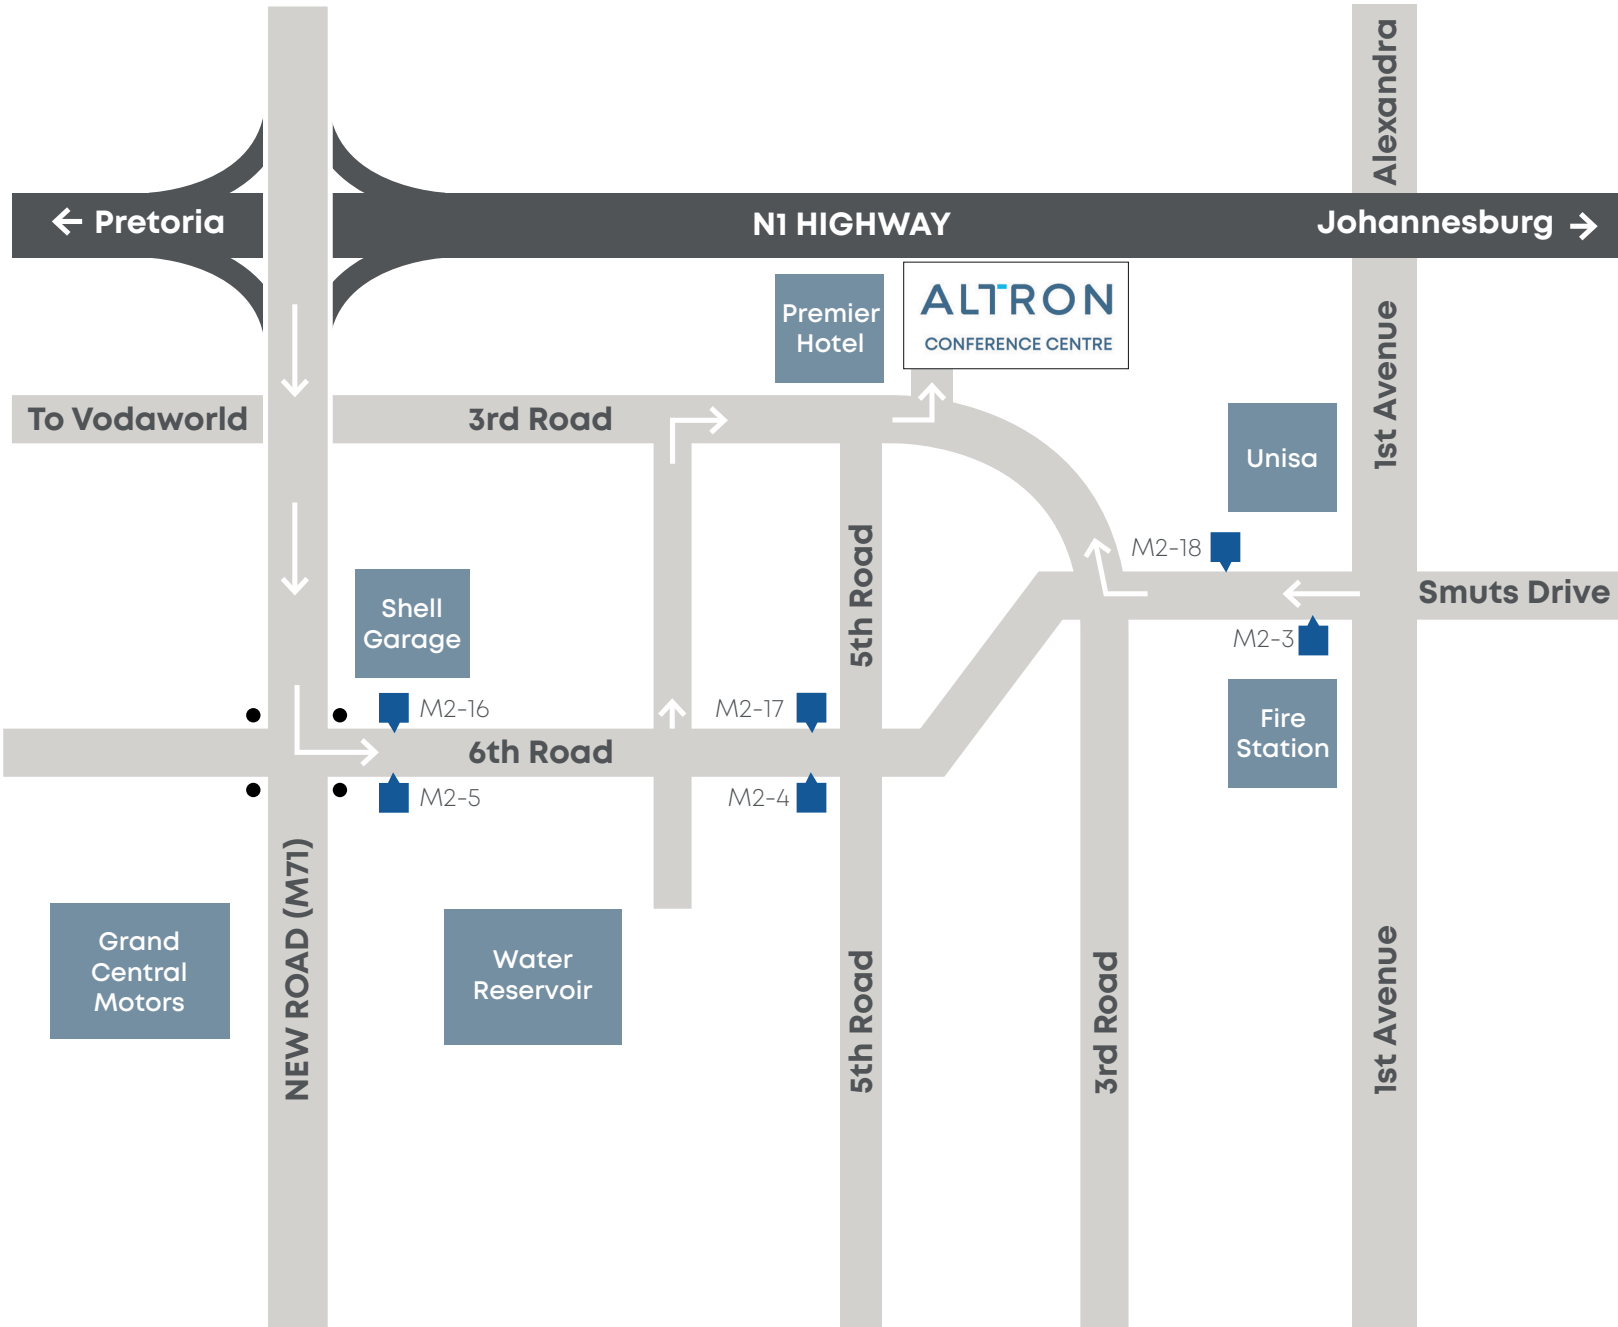 Alexandra
← Pretoria
N1 HIGHWAY
Johannesburg →
Premier
Hotel
ALTRON
CONFERENCE CENTRE
1st Avenue
To Vodaworld
3rd Road
Unisa
5th Road
M2-18
Smuts Drive
Shell
Garage
M2-3
M2-16
M2-17
Fire
Station
6th Road
M2-5
M2-4
NEW ROAD (M71)
Grand
Central
Motors
Water
Reservoir
5th Road
3rd Road
1st Avenue